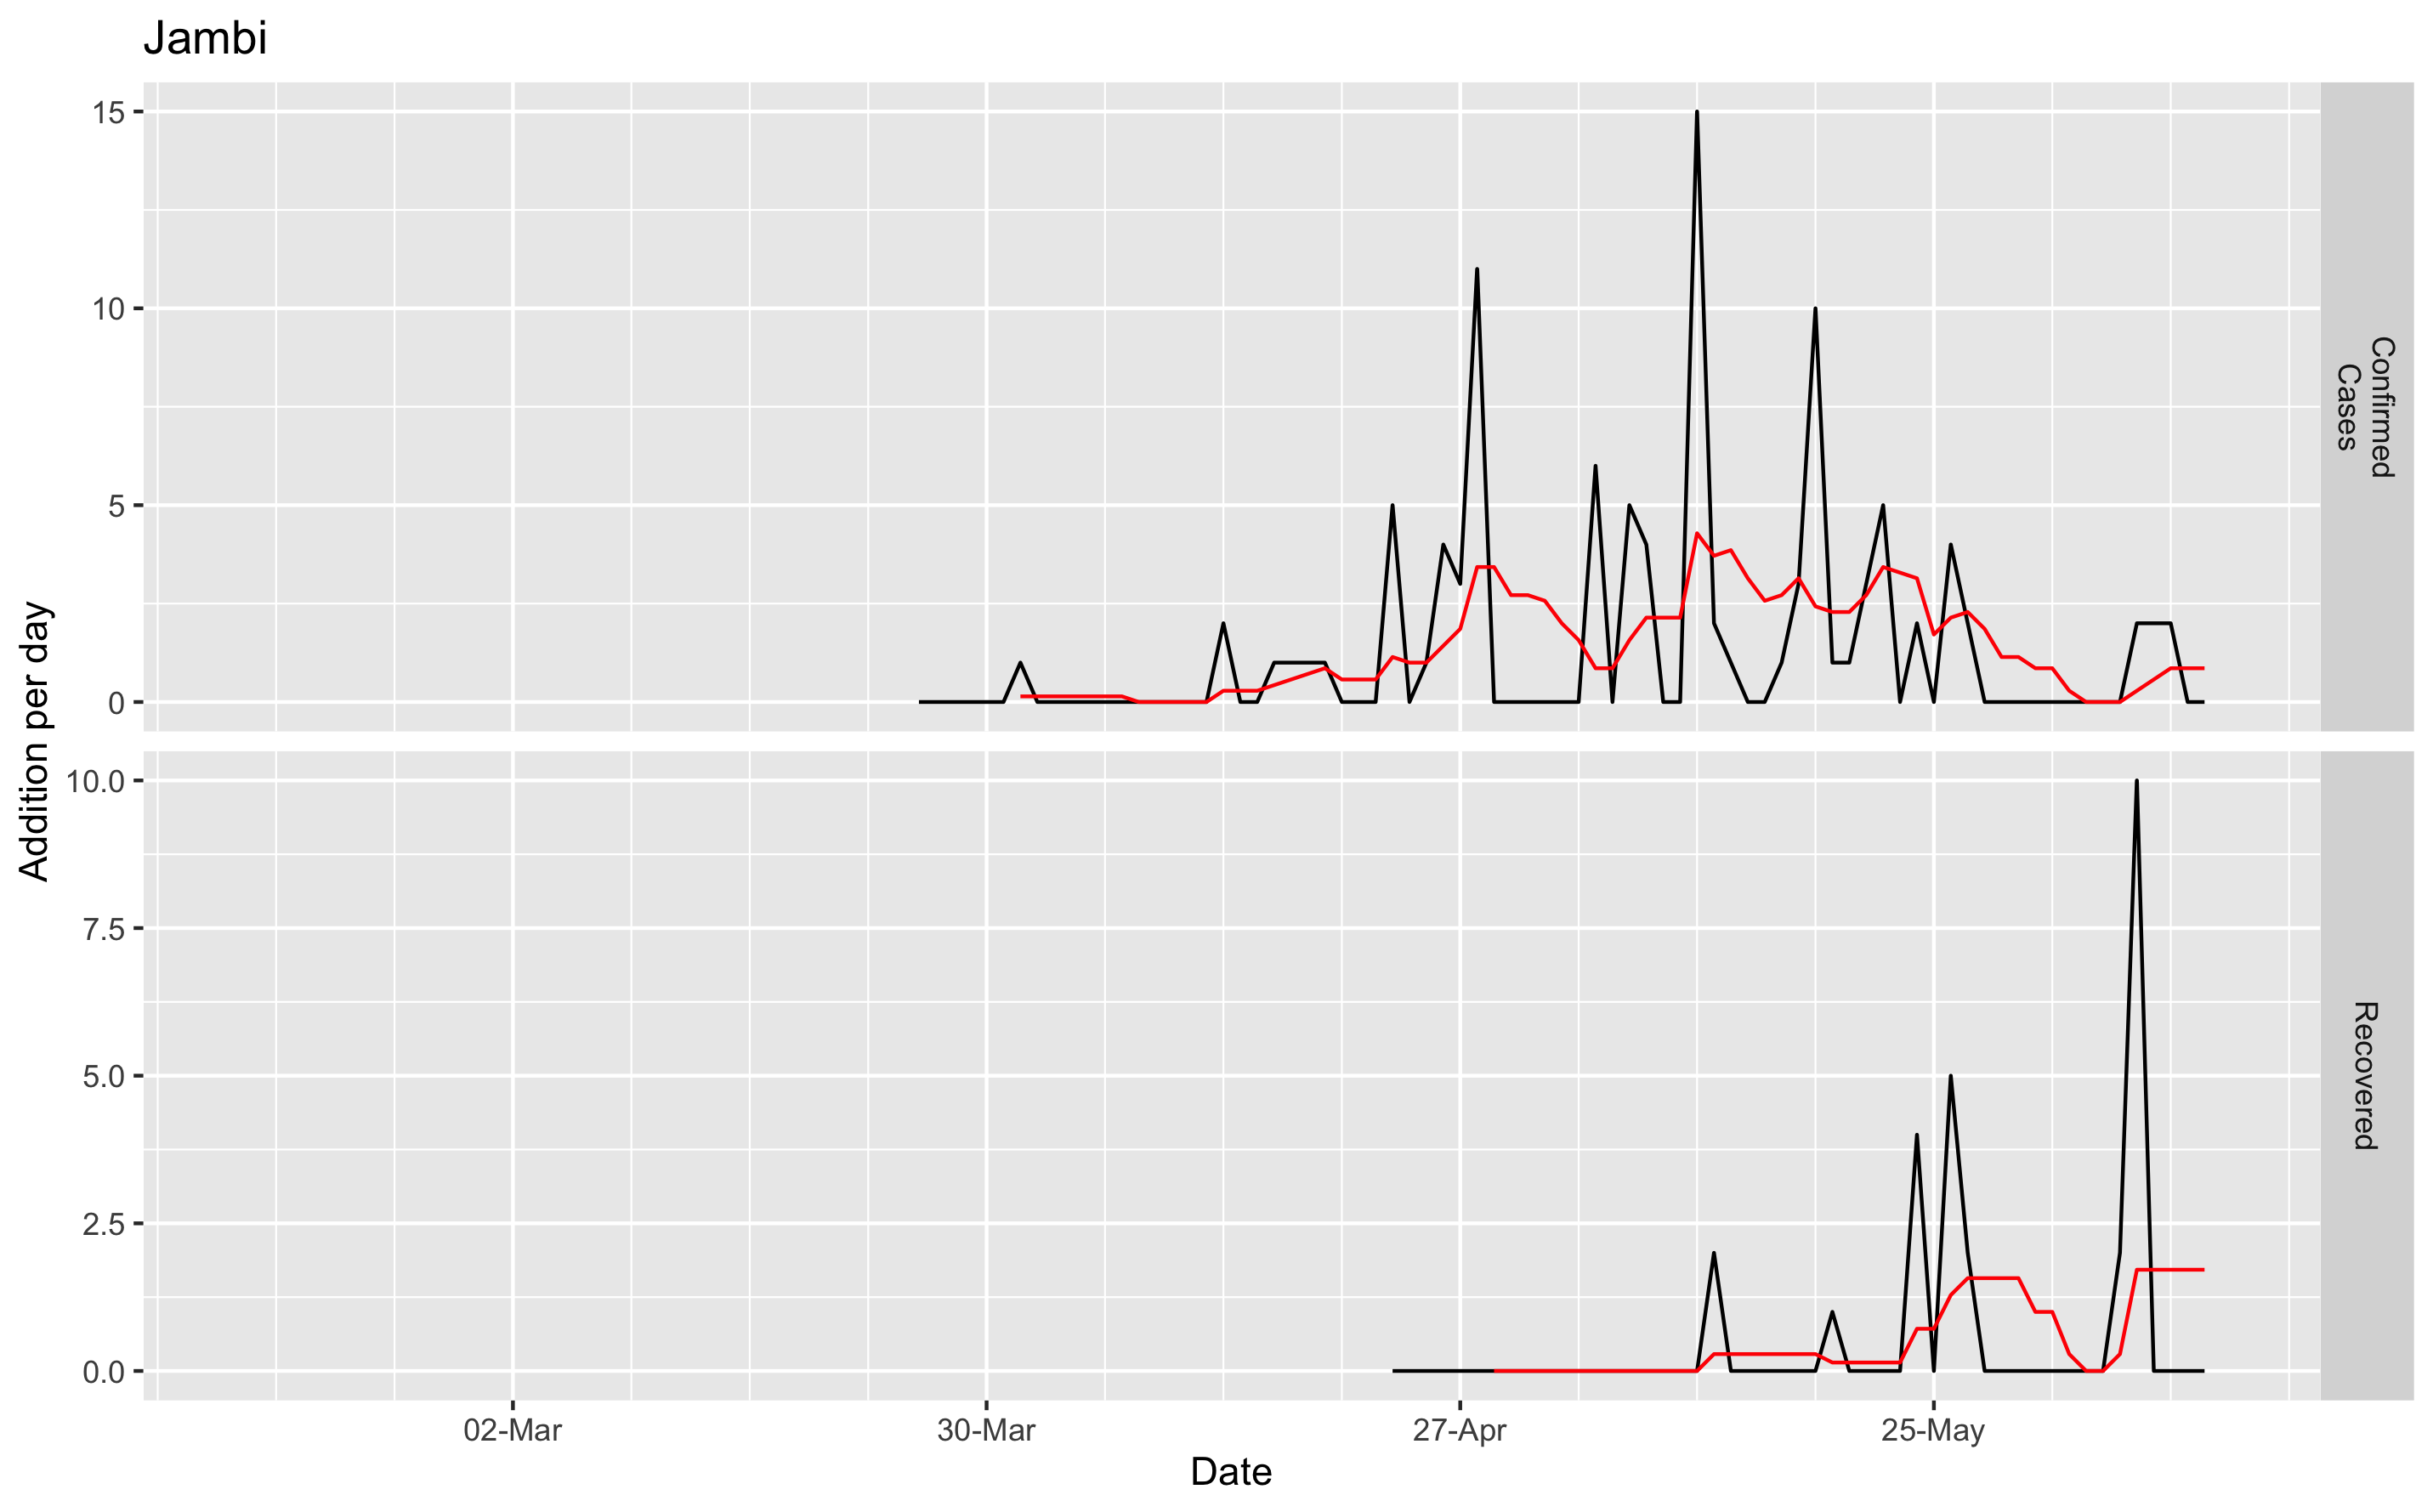 Jambi
Addition per day
15
10
5
0
Confirmed
Cases
10.0
7.5
5.0
2.5
0.0
Recovered
02-Mar
30-Mar
27-Apr
25-May
Date